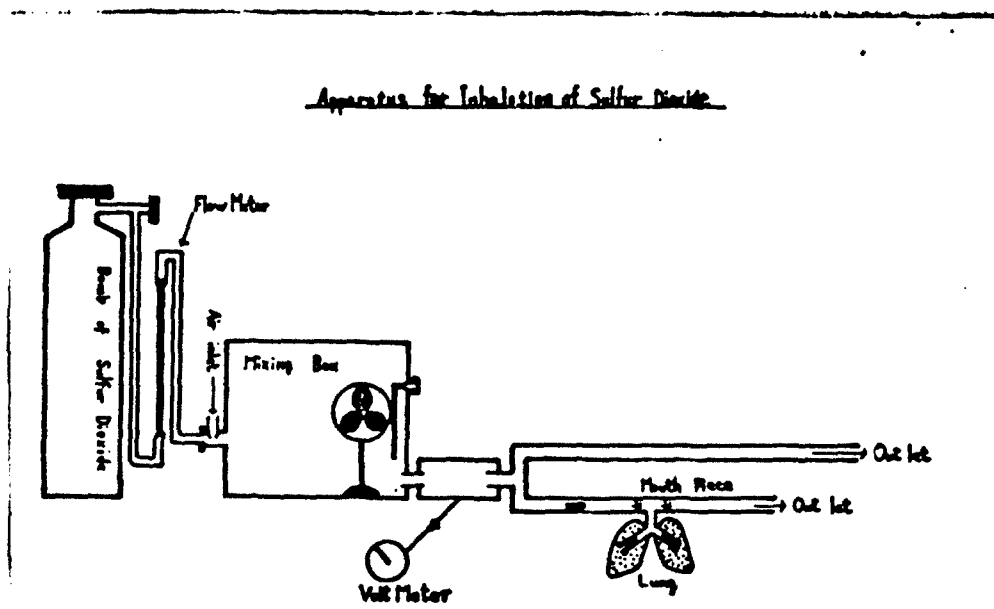 Apparatus for Inhalation of Sulfur Dioxide
Flow Meter
Bomb of Sulfur Dioxide
Air inlet
Mixing Box
Out let
Mouth Piece
Out let
Lung
Volt Meter